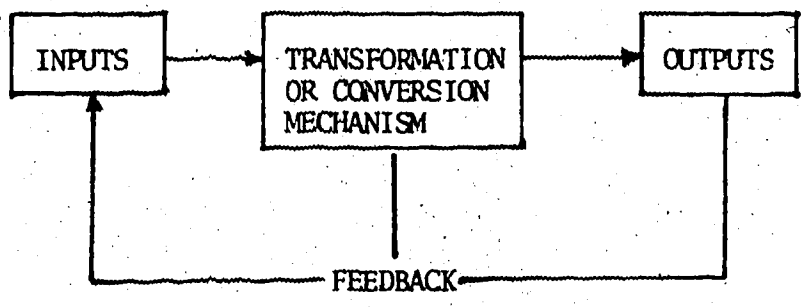 INPUTS
TRANSFORMATION
OR CONVERSION
MECHANISM
OUTPUTS
FEEDBACK